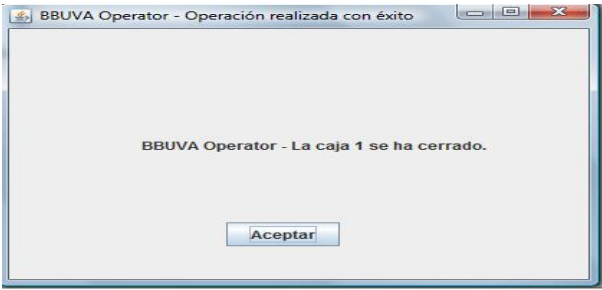 BBUVA Operator - Operación realizada con éxito
BBUVA Operator - La caja 1 se ha cerrado.
Aceptar